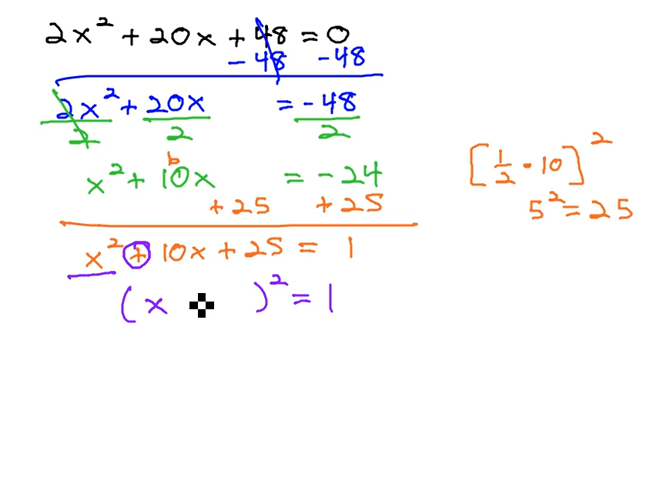 2x² + 20x + 48 = 0
- 48 - 48
2x² + 20x = - 48
2 2 2
b
x² + 10x = - 24
+ 25 + 25
x² + 10x + 25 = 1
(x )² = 1
[1/2 · 10]²
5² = 25